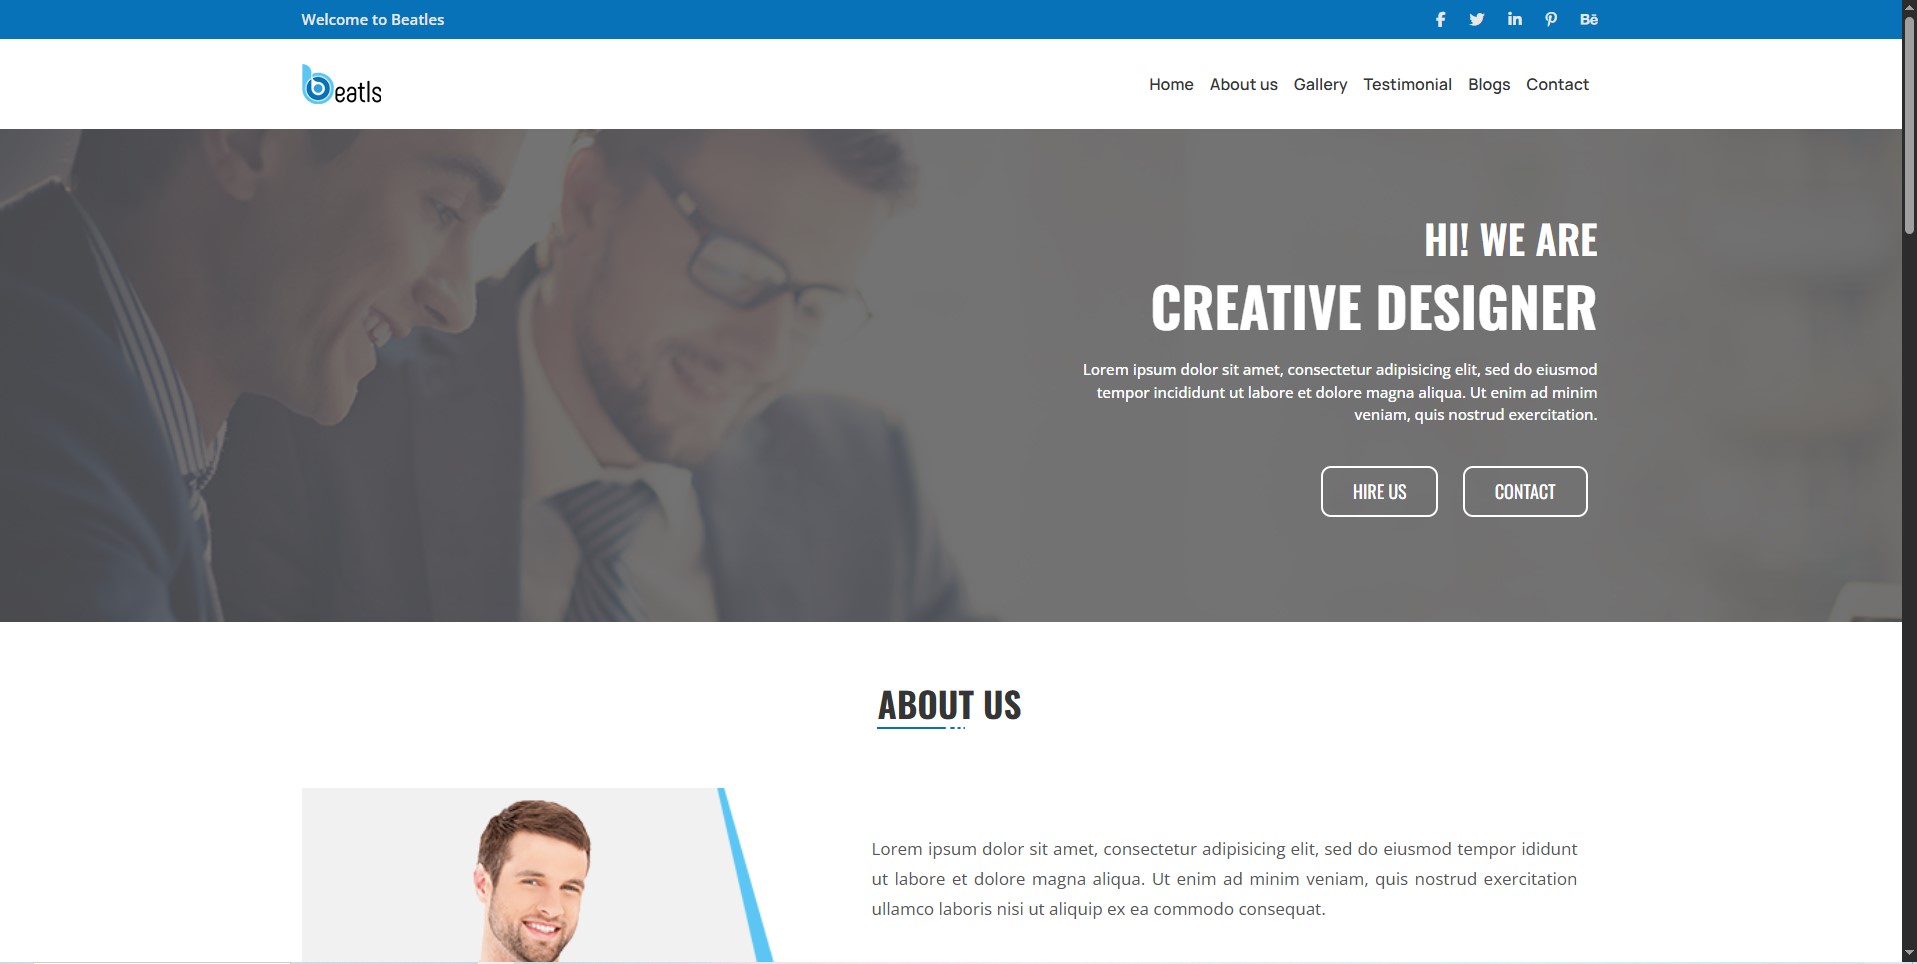 Welcome to Beatles
beatls
Home About us Gallery Testimonial Blogs Contact
HI! WE ARE
CREATIVE DESIGNER
Lorem ipsum dolor sit amet, consectetur adipisicing elit, sed do eiusmod
tempor incididunt ut labore et dolore magna aliqua. Ut enim ad minim
veniam, quis nostrud exercitation.
HIRE US CONTACT
ABOUT US
Lorem ipsum dolor sit amet, consectetur adipisicing elit, sed do eiusmod tempor ididunt
ut labore et dolore magna aliqua. Ut enim ad minim veniam, quis nostrud exercitation
ullamco laboris nisi ut aliquip ex ea commodo consequat.